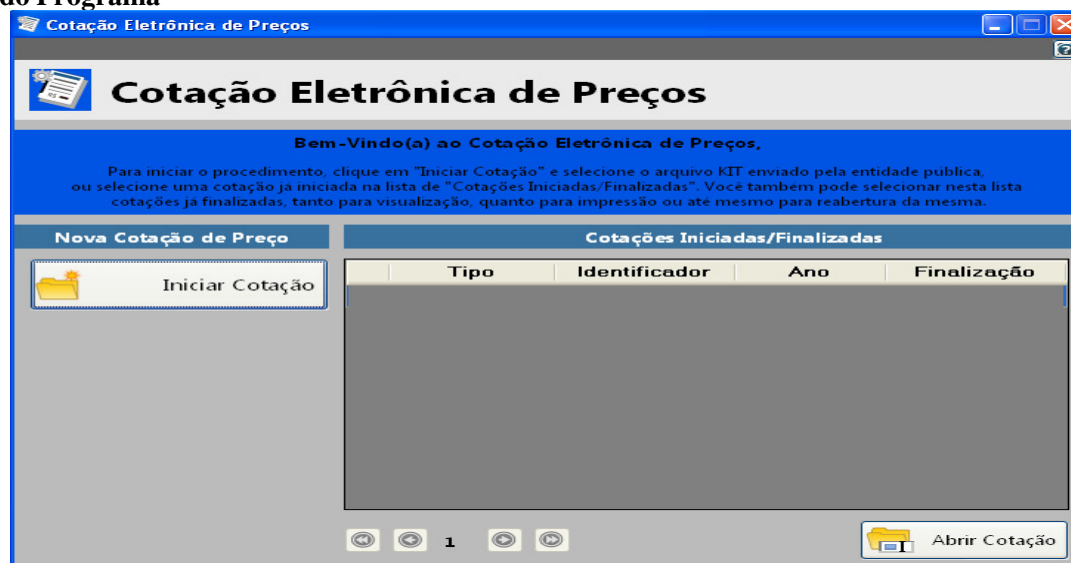 do Programa
Cotação Eletrônica de Preços
Cotação Eletrônica de Preços
Bem-Vindo(a) ao Cotação Eletrônica de Preços,
Para iniciar o procedimento, clique em "Iniciar Cotação" e selecione o arquivo KIT enviado pela entidade pública,
ou selecione uma cotação já iniciada na lista de "Cotações Iniciadas/Finalizadas". Você também pode selecionar nesta lista
cotações já finalizadas, tanto para visualização, quanto para impressão ou até mesmo para reabertura da mesma.
Nova Cotação de Preço
Cotações Iniciadas/Finalizadas
Iniciar Cotação
Tipo Identificador Ano Finalização
1
Abrir Cotação